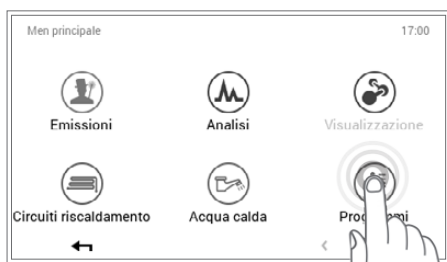 Men principale 17:00
Emissioni Analisi Visualizzazione
Circuiti riscaldamento Acqua calda